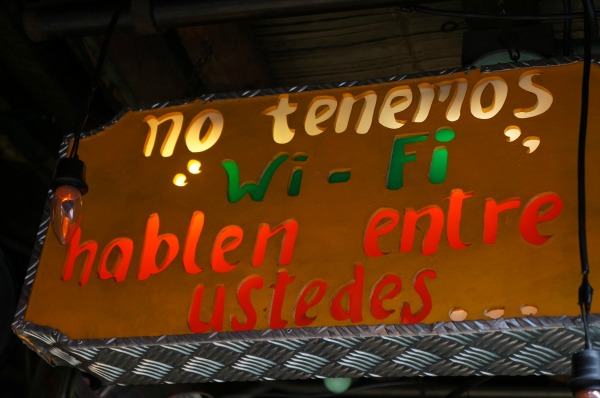 no tenemos
"Wi-Fi"
hablen entre
ustedes...